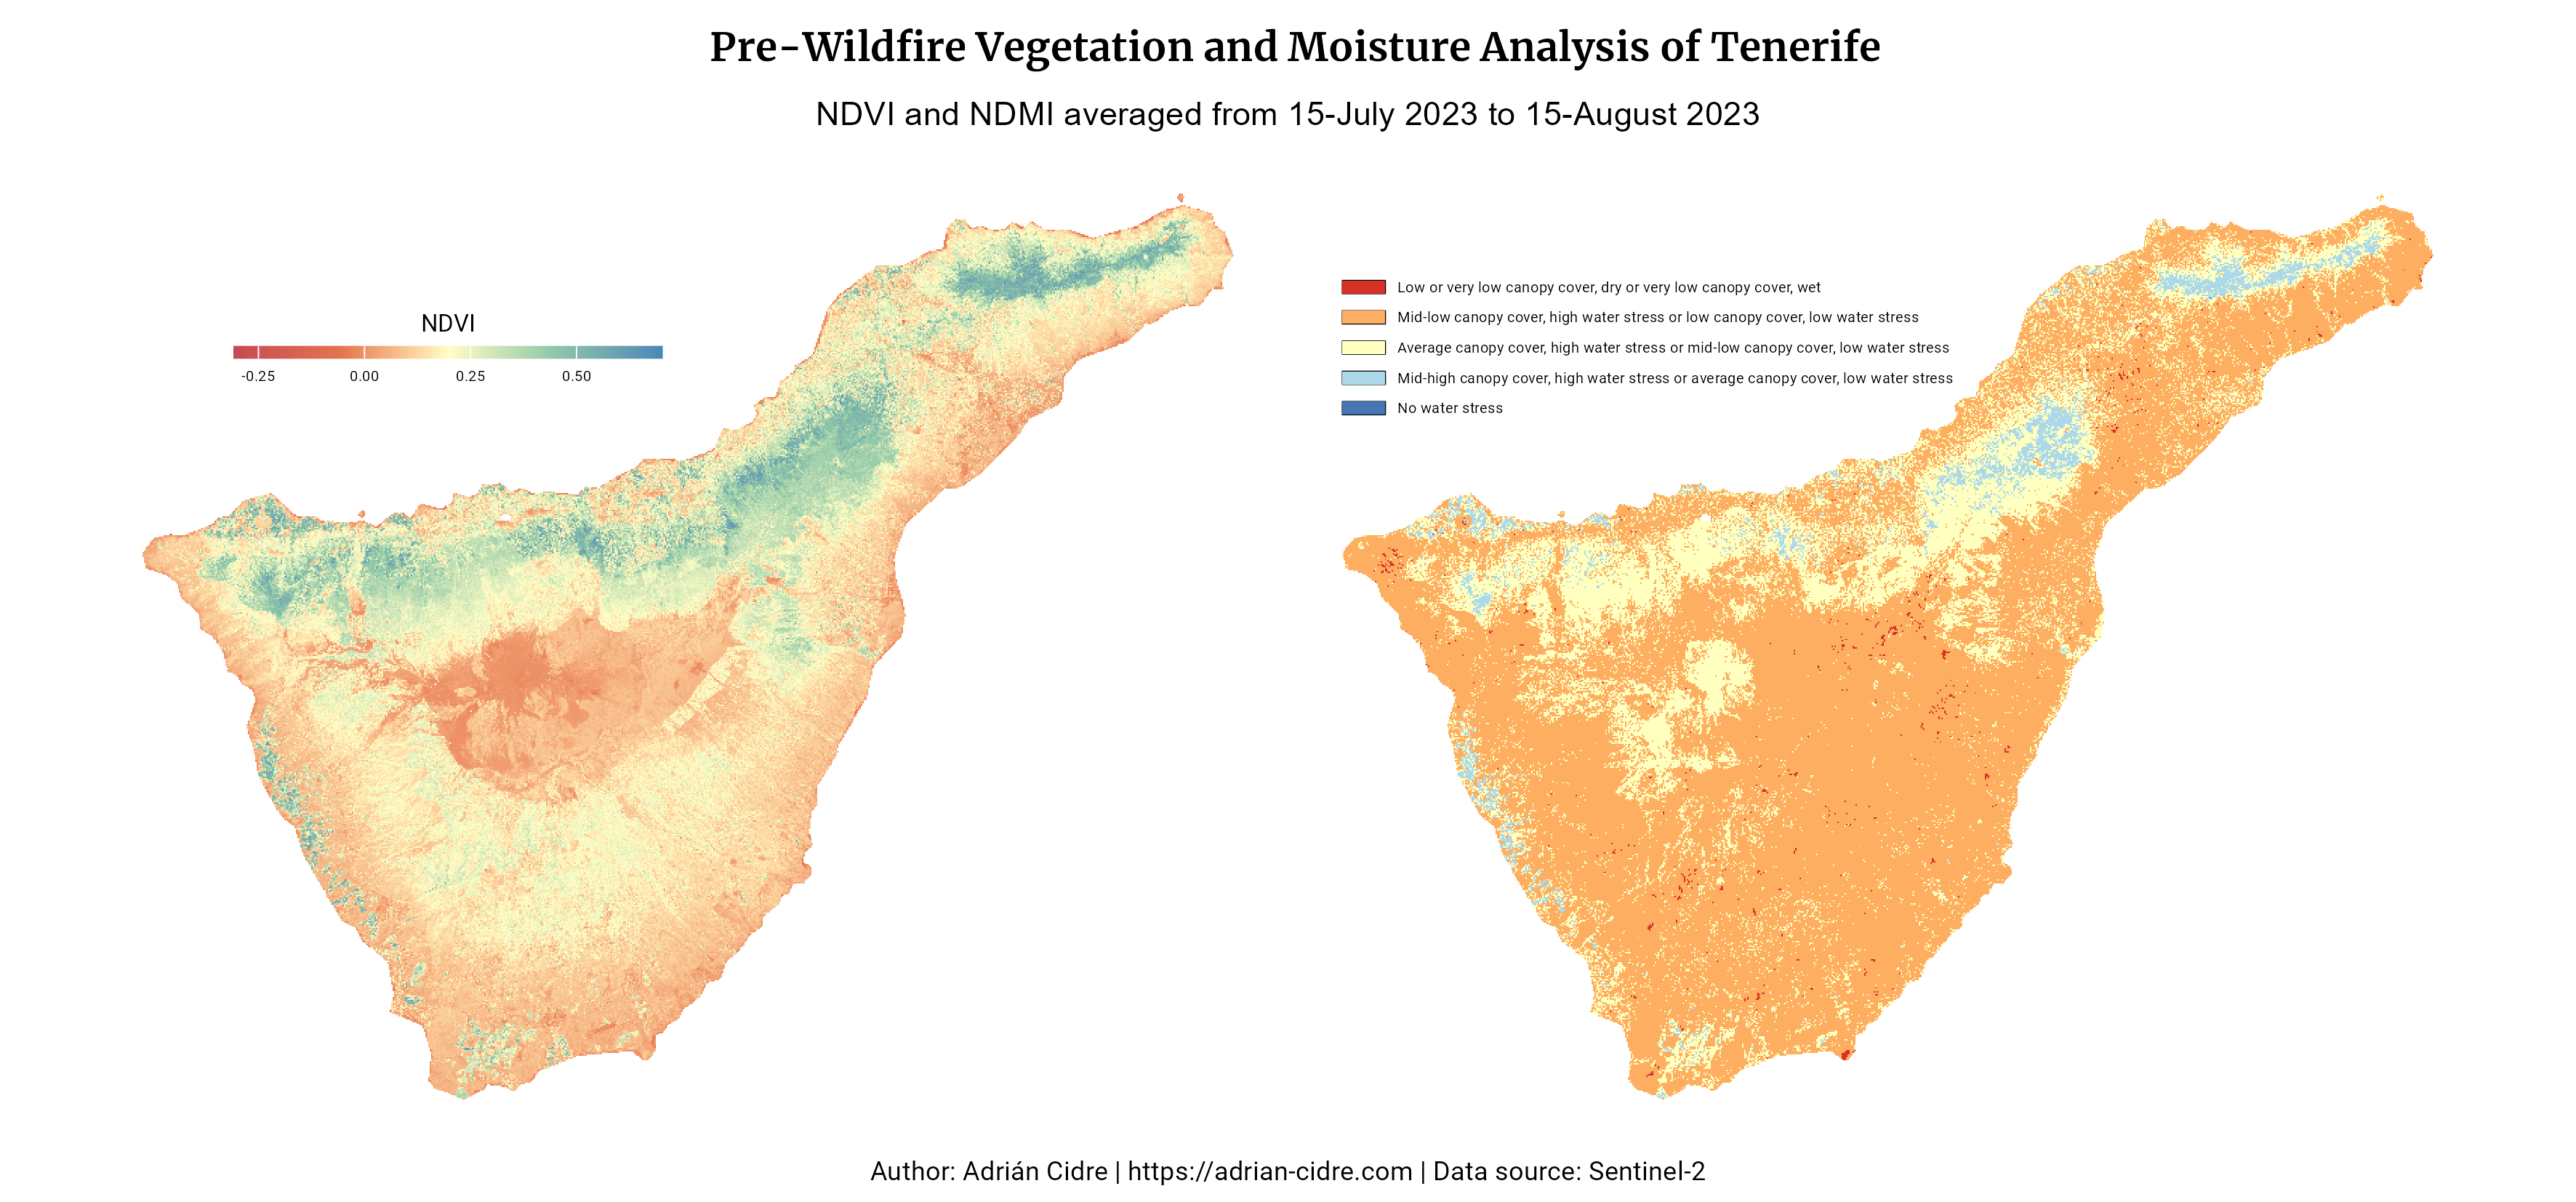 Pre-Wildfire Vegetation and Moisture Analysis of Tenerife
NDVI and NDMI averaged from 15-July 2023 to 15-August 2023
NDVI
-0.25 0.00 0.25 0.50
Low or very low canopy cover, dry or very low canopy cover, wet
Mid-low canopy cover, high water stress or low canopy cover, low water stress
Average canopy cover, high water stress or mid-low canopy cover, low water stress
Mid-high canopy cover, high water stress or average canopy cover, low water stress
No water stress
Author: Adrián Cidre | https://adrian-cidre.com | Data source: Sentinel-2